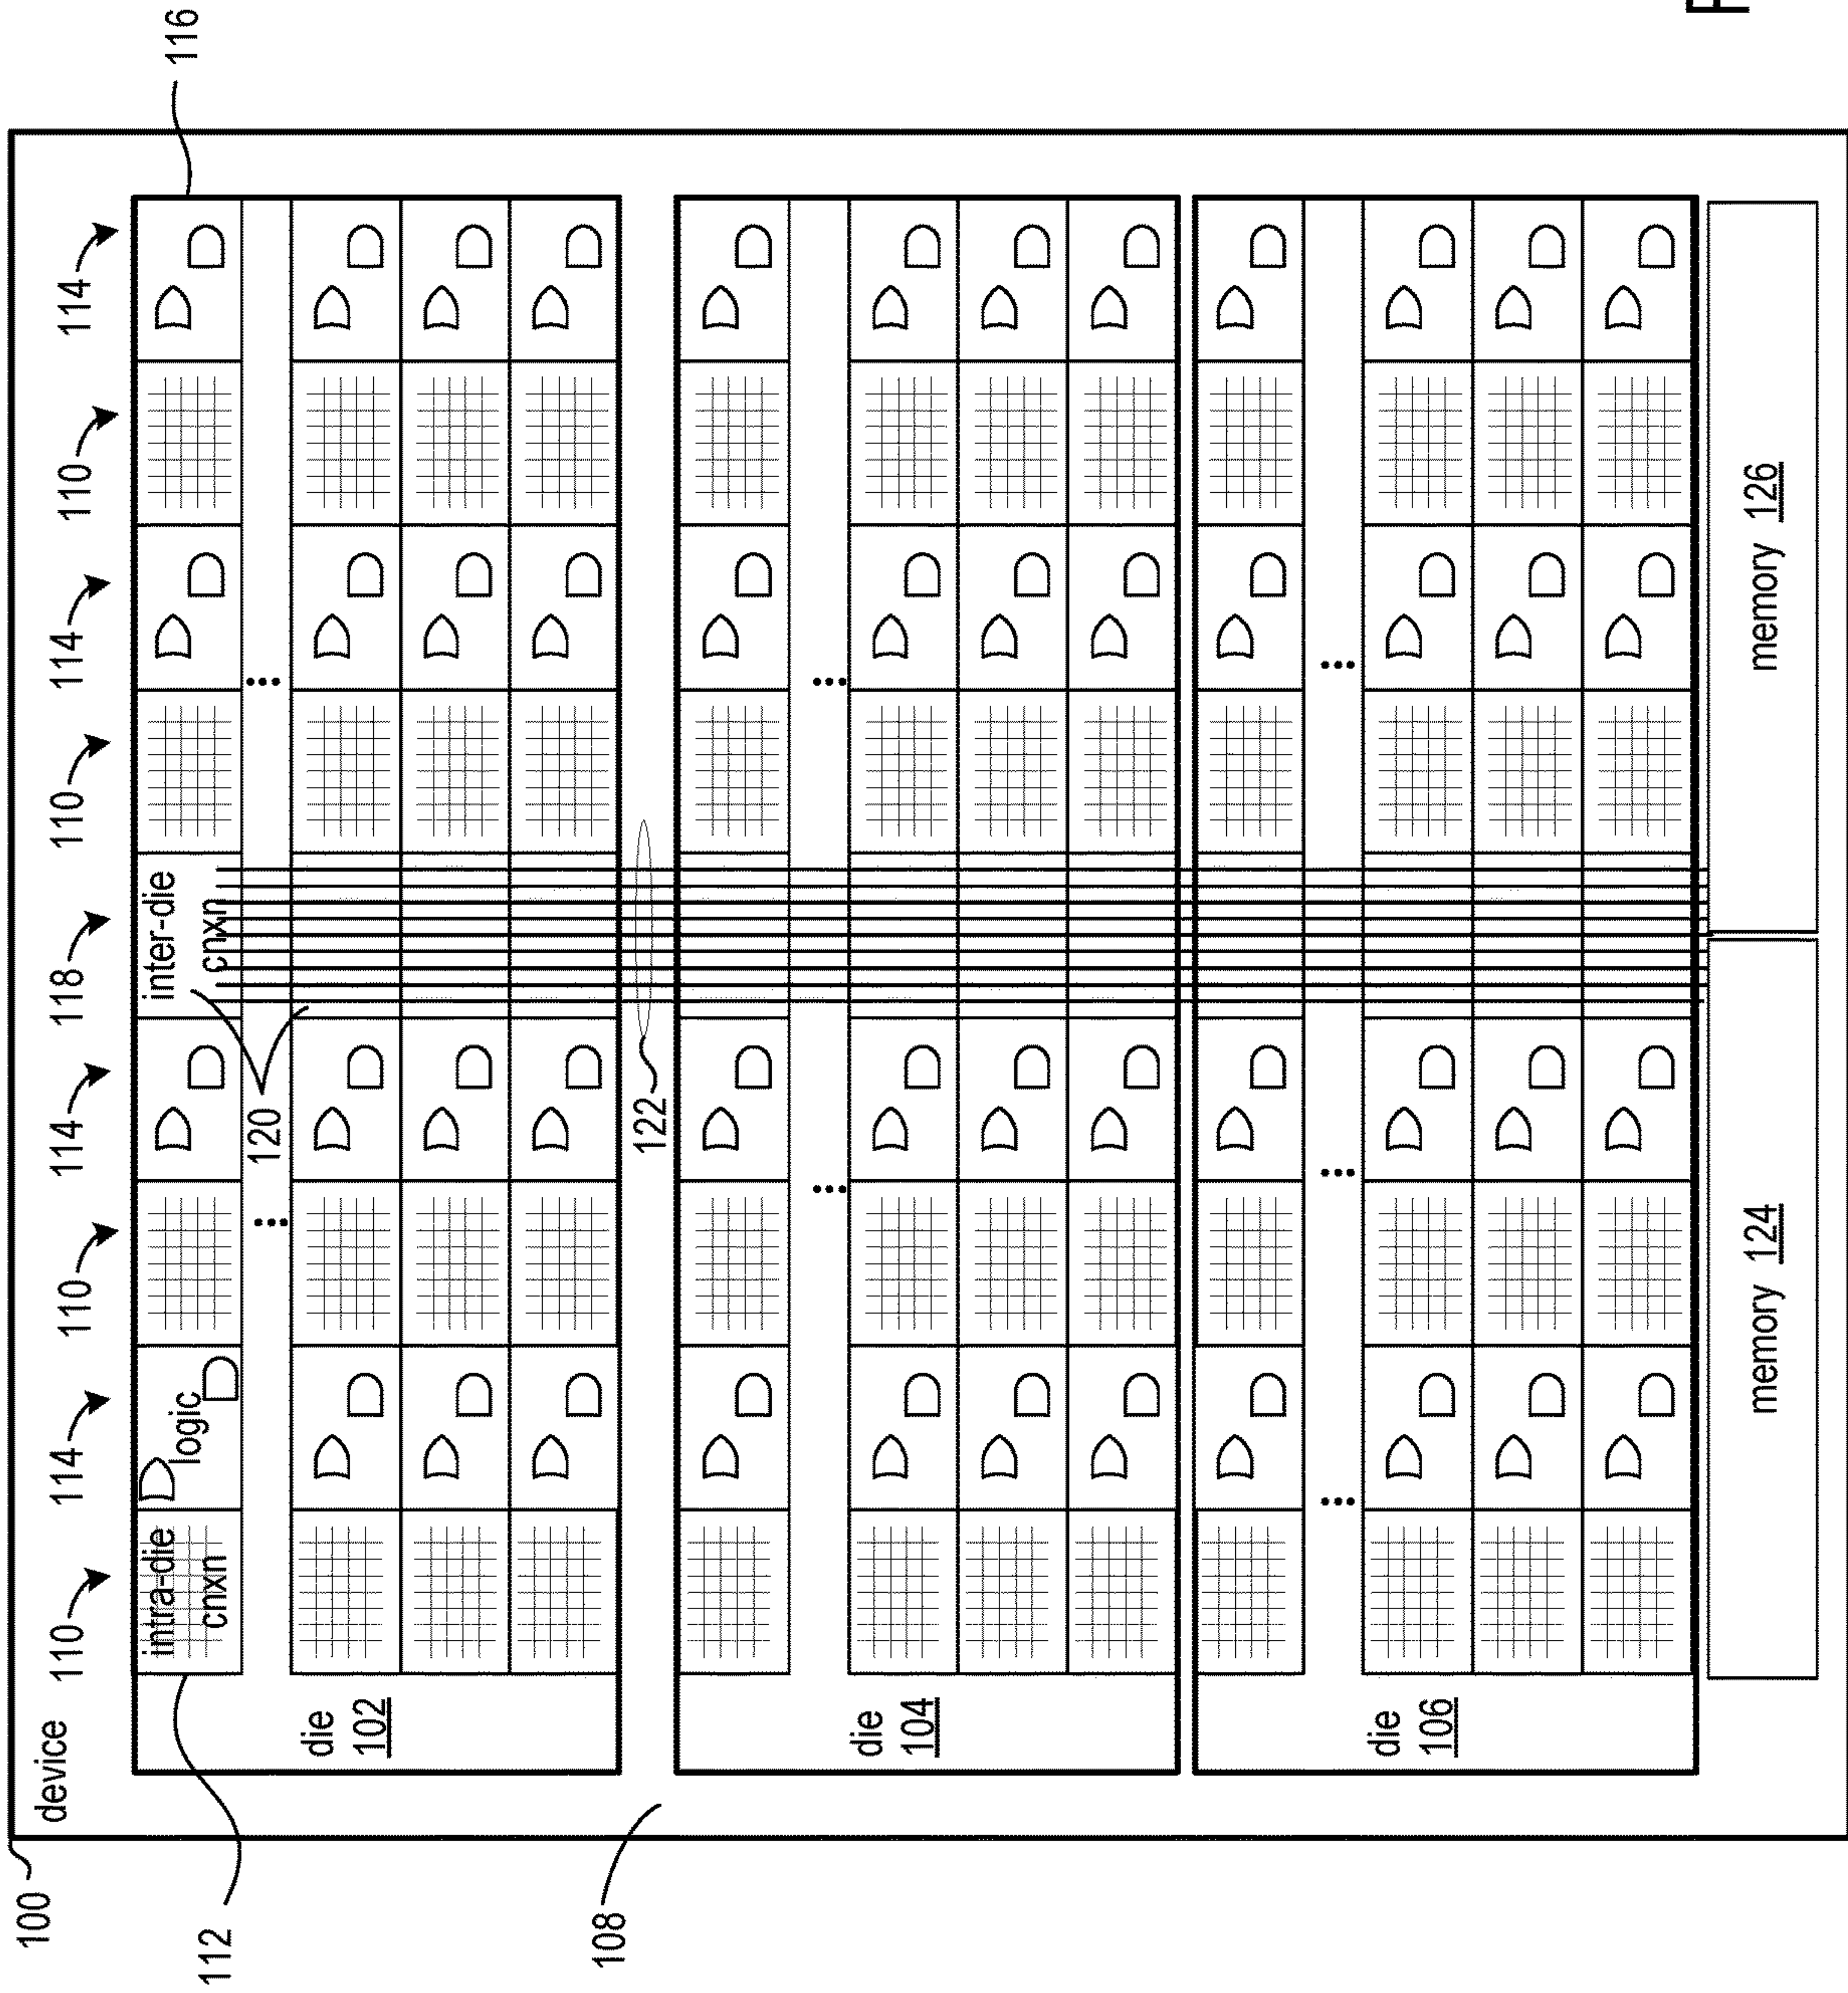 100
device
110 114 110 114 118 110 114 110 114
intra-die
cnxn
logic
inter-die
cnxn
116
112
120
die
102
108
122
die
104
die
106
memory 124
memory 126